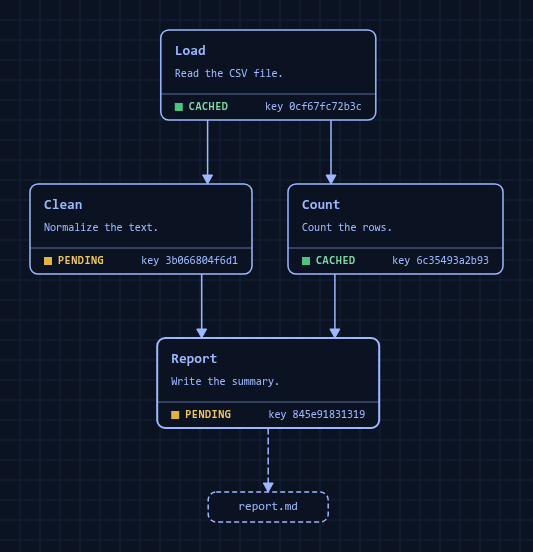 Load
Read the CSV file.
CACHED key 0cf67fc72b3c
Clean
Normalize the text.
PENDING key 3b066804f6d1
Count
Count the rows.
CACHED key 6c35493a2b93
Report
Write the summary.
PENDING key 845e91831319
report.md